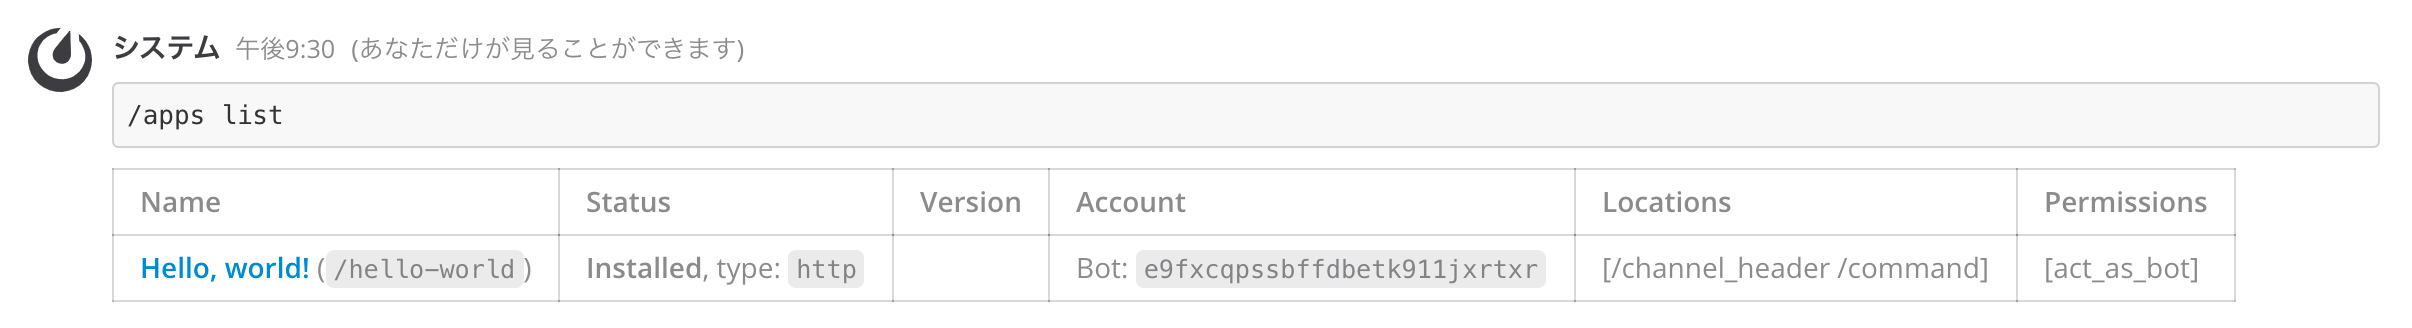 システム 午後9:30 (あなただけが見ることができます)
/apps list
Name Status Version Account Locations Permissions
Hello, world! (/hello-world) Installed, type: http Bot: e9fxcqpssbffdbetk911jxrtxr [/channel_header /command] [act_as_bot]